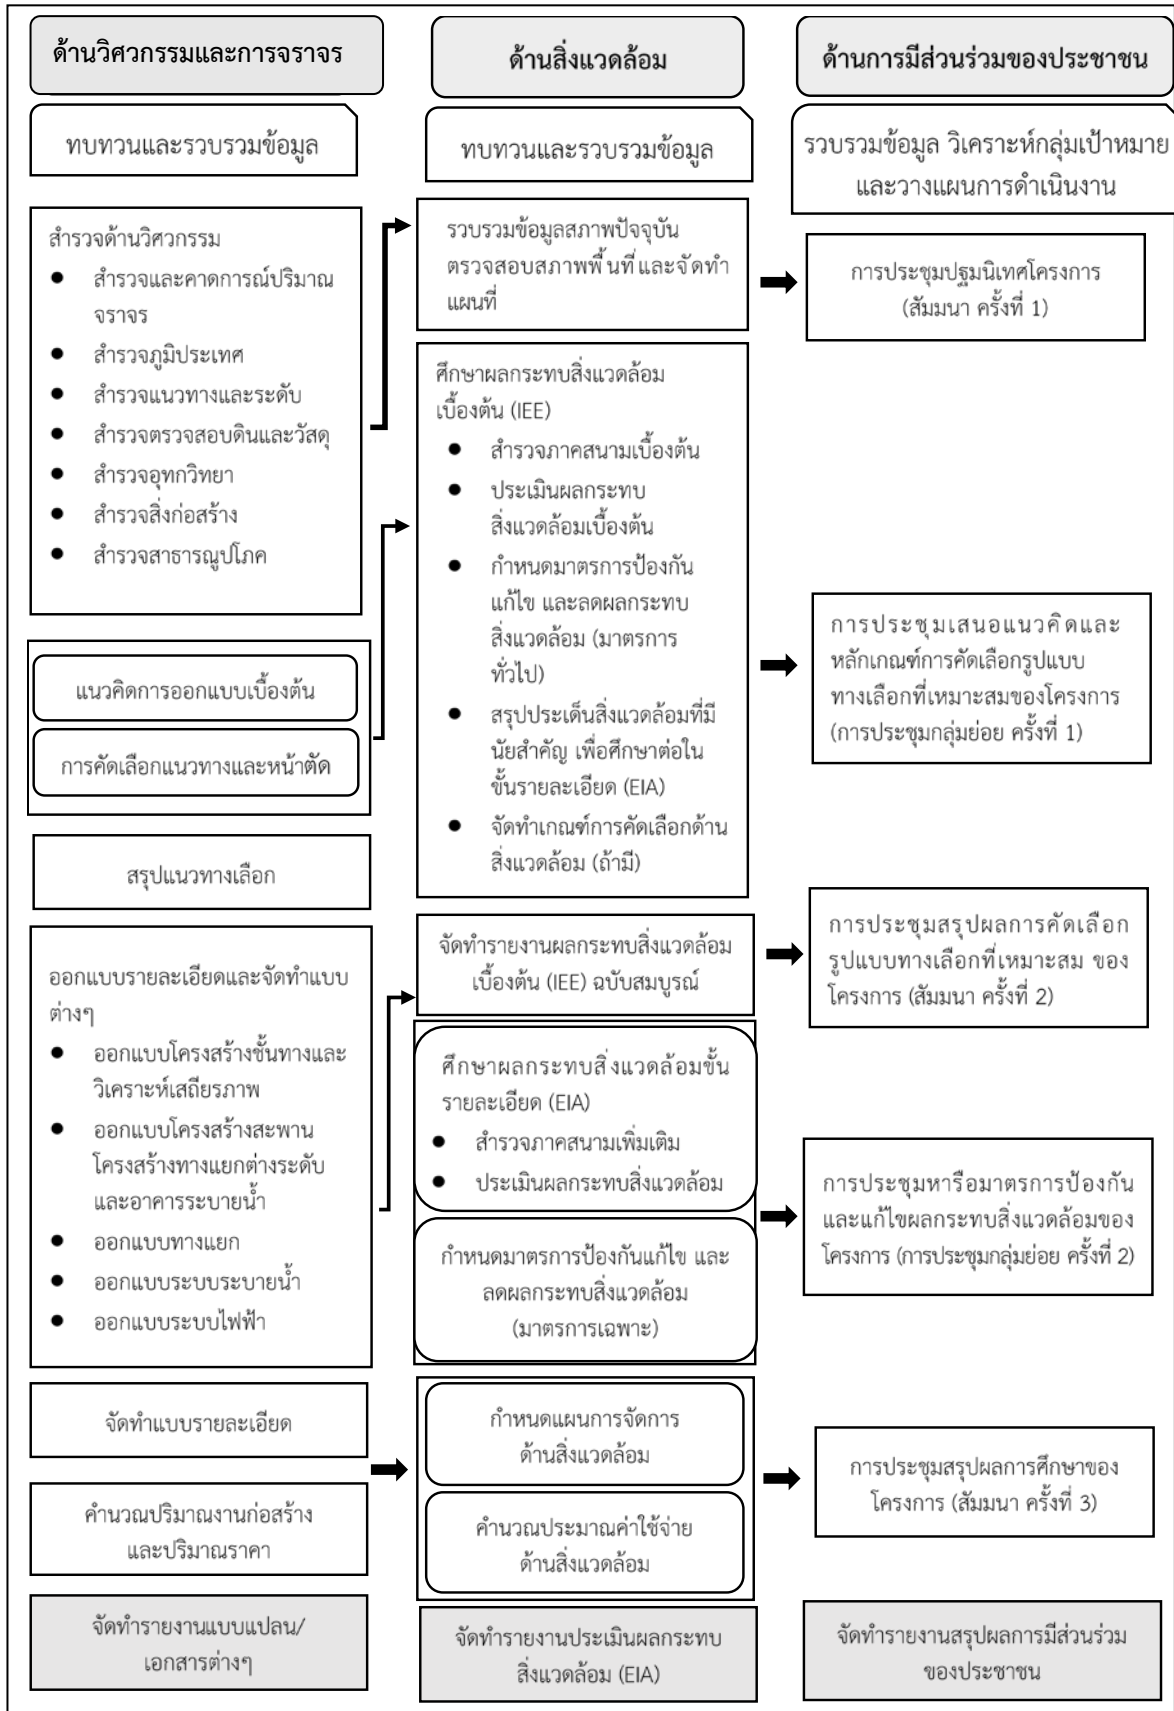 ด้านวิศวกรรมและการจราจร
ทบทวนและรวบรวมข้อมูล
สำรวจด้านวิศวกรรม
● สำรวจและคาดการณ์ปริมาณ
จราจร
● สำรวจภูมิประเทศ
● สำรวจแนวทางและระดับ
● สำรวจตรวจสอบดินและวัสดุ
● สำรวจอุทกวิทยา
● สำรวจสิ่งก่อสร้าง
● สำรวจสาธารณูปโภค
แนวคิดการออกแบบเบื้องต้น
การคัดเลือกแนวทางและหน้าตัด
สรุปแนวทางเลือก
ออกแบบรายละเอียดและจัดทำแบบ
ต่างๆ
● ออกแบบโครงสร้างชั้นทางและ
วิเคราะห์เสถียรภาพ
● ออกแบบโครงสร้างสะพาน
โครงสร้างทางแยกต่างระดับ
และอาคารระบายน้ำ
● ออกแบบทางแยก
● ออกแบบระบบระบายน้ำ
● ออกแบบระบบไฟฟ้า
จัดทำแบบรายละเอียด
คำนวณปริมาณงานก่อสร้าง
และปริมาณราคา
จัดทำรายงานแบบแปลน/
เอกสารต่างๆ
ด้านสิ่งแวดล้อม
ทบทวนและรวบรวมข้อมูล
รวบรวมข้อมูลสภาพปัจจุบัน
ตรวจสอบสภาพพื้นที่ และจัดทำ
แผนที่
ศึกษาผลกระทบสิ่งแวดล้อม
เบื้องต้น (IEE)
● สำรวจภาคสนามเบื้องต้น
● ประเมินผลกระทบ
สิ่งแวดล้อมเบื้องต้น
● กำหนดมาตรการป้องกัน
แก้ไข และลดผลกระทบ
สิ่งแวดล้อม (มาตรการ
ทั่วไป)
● สรุปประเด็นสิ่งแวดล้อมที่มี
นัยสำคัญ เพื่อศึกษาต่อใน
ขั้นรายละเอียด (EIA)
● จัดทำเกณฑ์การคัดเลือกด้าน
สิ่งแวดล้อม (ถ้ามี)
จัดทำรายงานผลกระทบสิ่งแวดล้อม
เบื้องต้น (IEE) ฉบับสมบูรณ์
ศึกษาผลกระทบสิ่งแวดล้อมขั้น
รายละเอียด (EIA)
● สำรวจภาคสนามเพิ่มเติม
● ประเมินผลกระทบสิ่งแวดล้อม
กำหนดมาตรการป้องกันแก้ไข และ
ลดผลกระทบสิ่งแวดล้อม
(มาตรการเฉพาะ)
กำหนดแผนการจัดการ
ด้านสิ่งแวดล้อม
คำนวณประมาณค่าใช้จ่าย
ด้านสิ่งแวดล้อม
จัดทำรายงานประเมินผลกระทบ
สิ่งแวดล้อม (EIA)
ด้านการมีส่วนร่วมของประชาชน
รวบรวมข้อมูล วิเคราะห์กลุ่มเป้าหมาย
และวางแผนการดำเนินงาน
การประชุมปฐมนิเทศโครงการ
(สัมมนา ครั้งที่ 1)
การประชุมเสนอแนวคิดและ
หลักเกณฑ์การคัดเลือกรูปแบบ
ทางเลือกที่เหมาะสมของโครงการ
(การประชุมกลุ่มย่อย ครั้งที่ 1)
การประชุมสรุปผลการคัดเลือก
รูปแบบทางเลือกที่เหมาะสม ของ
โครงการ (สัมมนา ครั้งที่ 2)
การประชุมหารือมาตรการป้องกัน
และแก้ไขผลกระทบสิ่งแวดล้อมของ
โครงการ (การประชุมกลุ่มย่อย ครั้งที่ 2)
การประชุมสรุปผลการศึกษาของ
โครงการ (สัมมนา ครั้งที่ 3)
จัดทำรายงานสรุปผลการมีส่วนร่วม
ของประชาชน